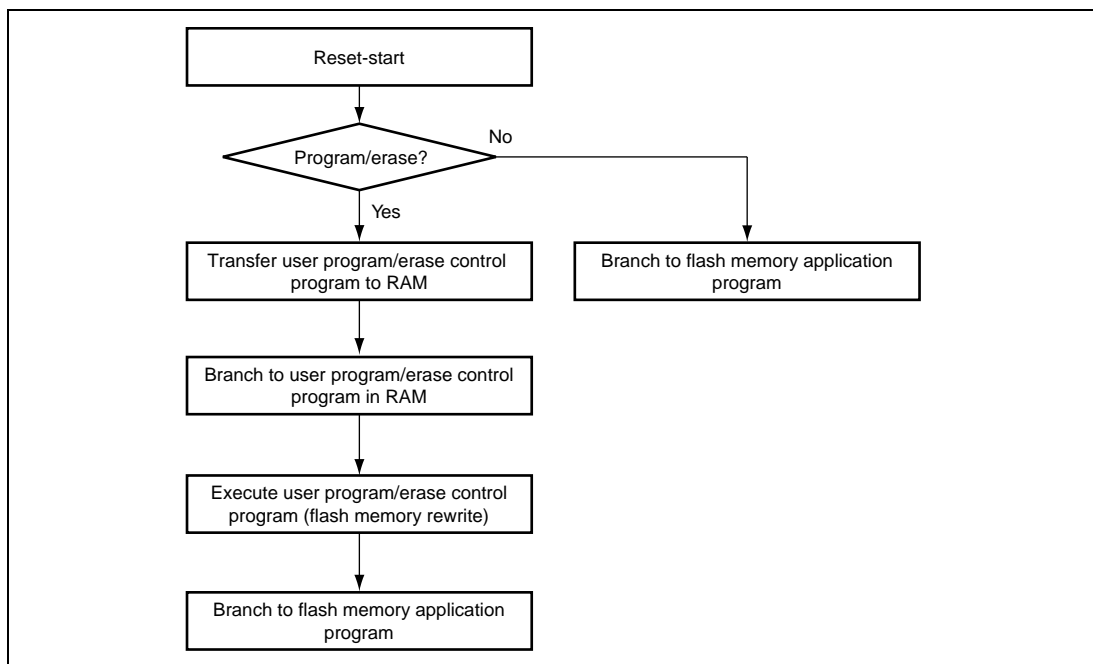 Reset-start
Program/erase?
No
Yes
Transfer user program/erase control
program to RAM
Branch to flash memory application
program
Branch to user program/erase control
program in RAM
Execute user program/erase control
program (flash memory rewrite)
Branch to flash memory application
program